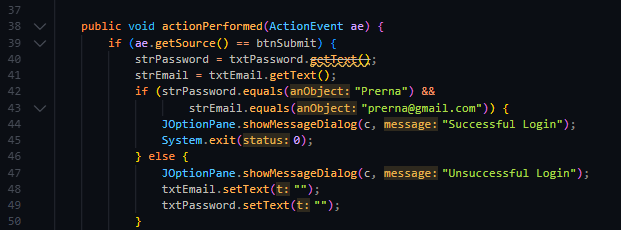 37
38 public void actionPerformed(ActionEvent ae) {
39 if (ae.getSource() == btnSubmit) {
40 strPassword = txtPassword.getText();
41 strEmail = txtEmail.getText();
42 if (strPassword.equals(anObject: "Prerna") &&
43 strEmail.equals(anObject: "prerna@gmail.com")) {
44 JOptionPane.showMessageDialog(c, message: "Successful Login");
45 System.exit(status: 0);
46 } else {
47 JOptionPane.showMessageDialog(c, message: "Unsuccessful Login");
48 txtEmail.setText(t: "");
49 txtPassword.setText(t: "");
50 }